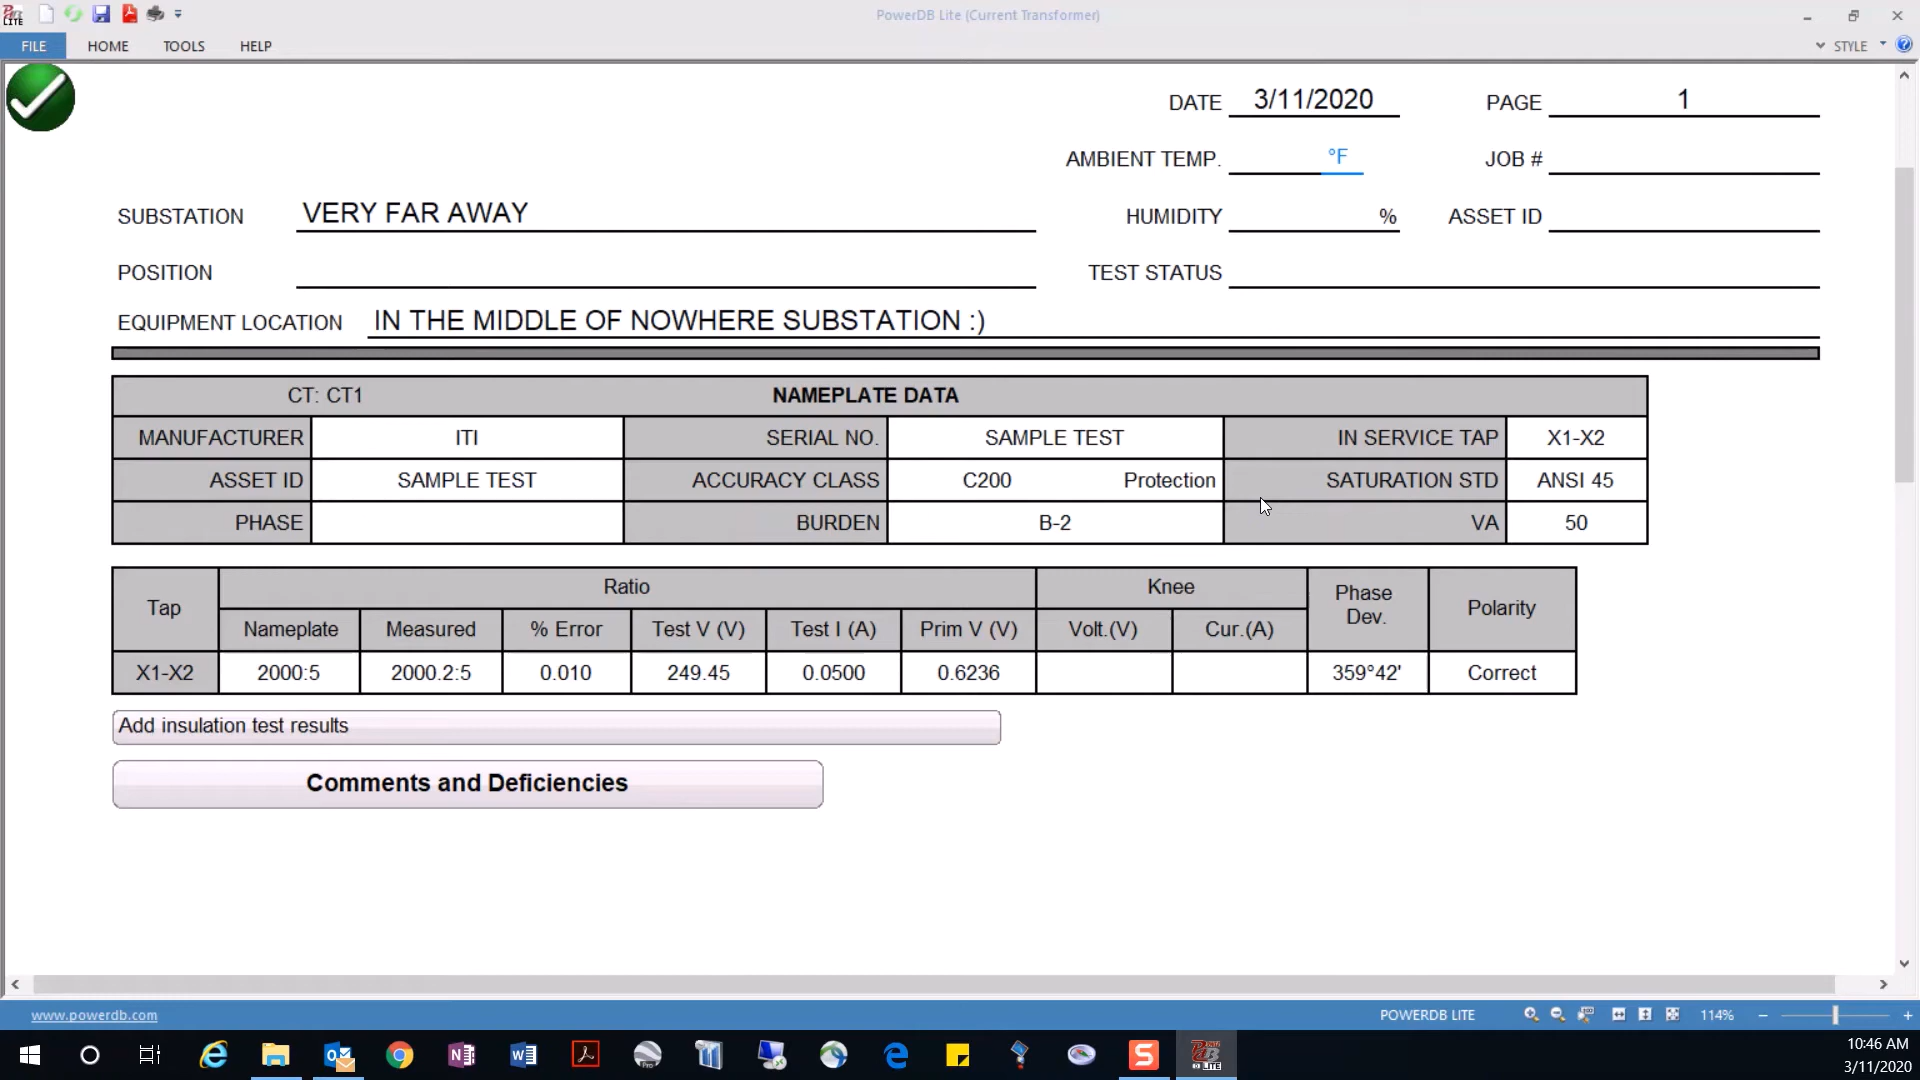 PowerDB Lite (Current Transformer)
FILE HOME TOOLS HELP STYLE
DATE 3/11/2020 PAGE 1
AMBIENT TEMP. °F JOB #
SUBSTATION VERY FAR AWAY HUMIDITY % ASSET ID
POSITION TEST STATUS
EQUIPMENT LOCATION IN THE MIDDLE OF NOWHERE SUBSTATION :)
CT: CT1 NAMEPLATE DATA
MANUFACTURER ITI SERIAL NO. SAMPLE TEST IN SERVICE TAP X1-X2
ASSET ID SAMPLE TEST ACCURACY CLASS C200 Protection SATURATION STD ANSI 45
PHASE BURDEN B-2 VA 50
Tap Ratio Knee Phase Dev. Polarity
Nameplate Measured % Error Test V (V) Test I (A) Prim V (V) Volt.(V) Cur.(A)
X1-X2 2000:5 2000.2:5 0.010 249.45 0.0500 0.6236 359°42' Correct
Add insulation test results
Comments and Deficiencies
www.powerdb.com POWERDB LITE 114%
10:46 AM
3/11/2020